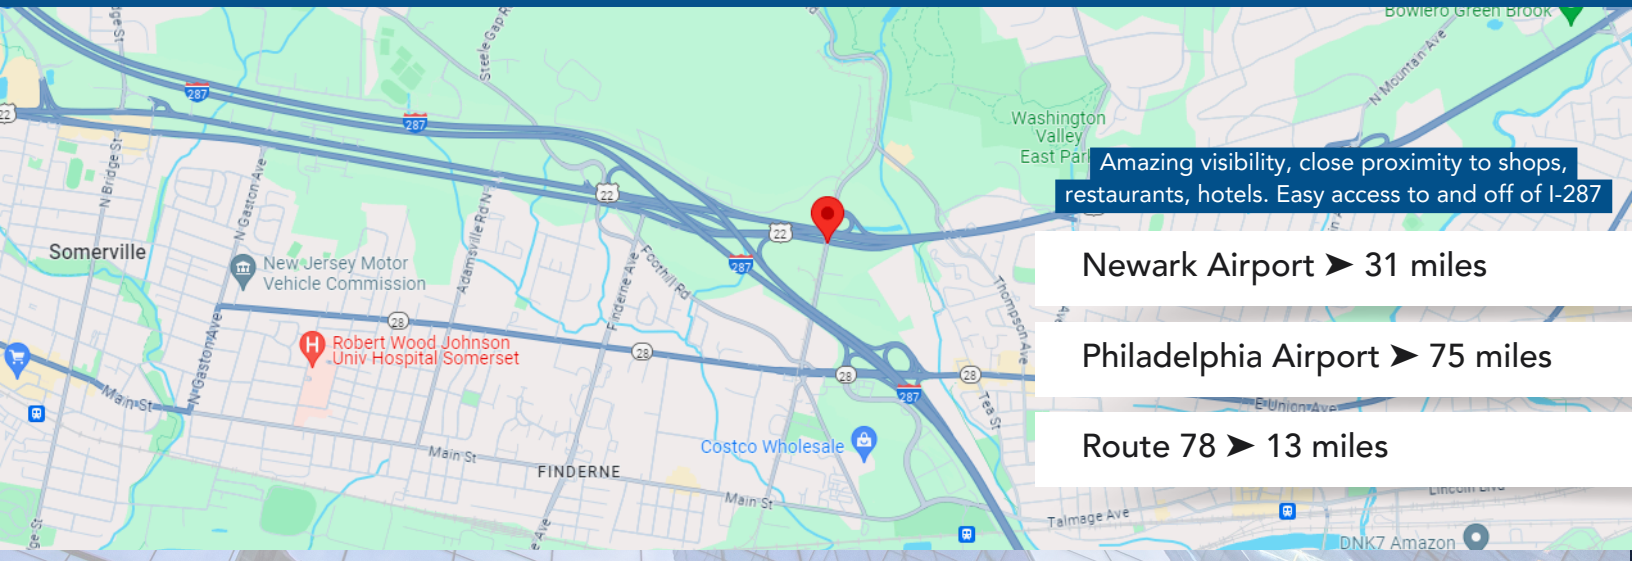 Bowlero Green Brook
Steele Gap R
N Mountain Ave
287
22
287
Washington
Valley
East Park
Amazing visibility, close proximity to shops,
restaurants, hotels. Easy access to and off of I-287
N Bridge St
N Gaston Ave
Adamsville Rd N
22
22
Somerville
New Jersey Motor
Vehicle Commission
Finderne Ave
Foothill Rd
287
Newark Airport ➤ 31 miles
Thompson Ave
28
Robert Wood Johnson
Univ Hospital Somerset
28
28
28
Philadelphia Airport ➤ 75 miles
N Gaston Ave
Main St
287
Tea St
E Union Ave
Route 78 ➤ 13 miles
Costco Wholesale
Main St
FINDERNE
Main St
Lincoln Blvd
Talmage Ave
DNK7 Amazon